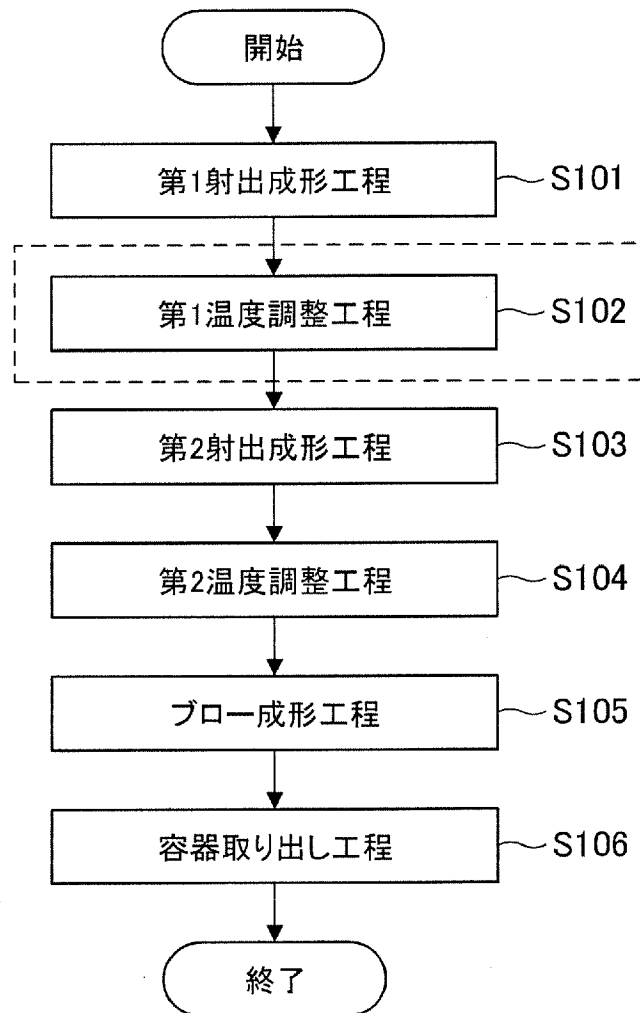 開始
第1射出成形工程 S101
第1温度調整工程 S102
第2射出成形工程 S103
第2温度調整工程 S104
ブロー成形工程 S105
容器取り出し工程 S106
終了